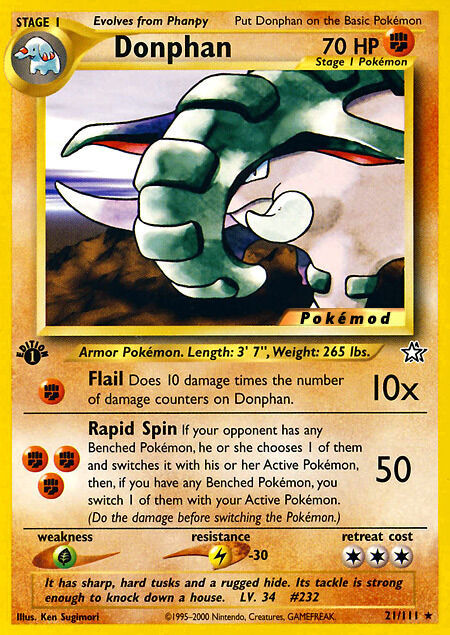 STAGE 1 Evolves from Phanpy Put Donphan on the Basic Pokémon
Donphan 70 HP
Stage 1 Pokémon
Pokémod
EDITION
1
Armor Pokémon. Length: 3' 7", Weight: 265 lbs.
Flail Does 10 damage times the number
of damage counters on Donphan.
10x
Rapid Spin If your opponent has any
Benched Pokémon, he or she chooses 1 of them
and switches it with his or her Active Pokémon,
then, if you have any Benched Pokémon, you
switch 1 of them with your Active Pokémon.
(Do the damage before switching the Pokémon.)
50
weakness resistance retreat cost
-30
It has sharp, hard tusks and a rugged hide. Its tackle is strong
enough to knock down a house. LV. 34 #232
Illus. Ken Sugimori ©1995-2000 Nintendo, Creatures, GAMEFREAK. 21/111 ★